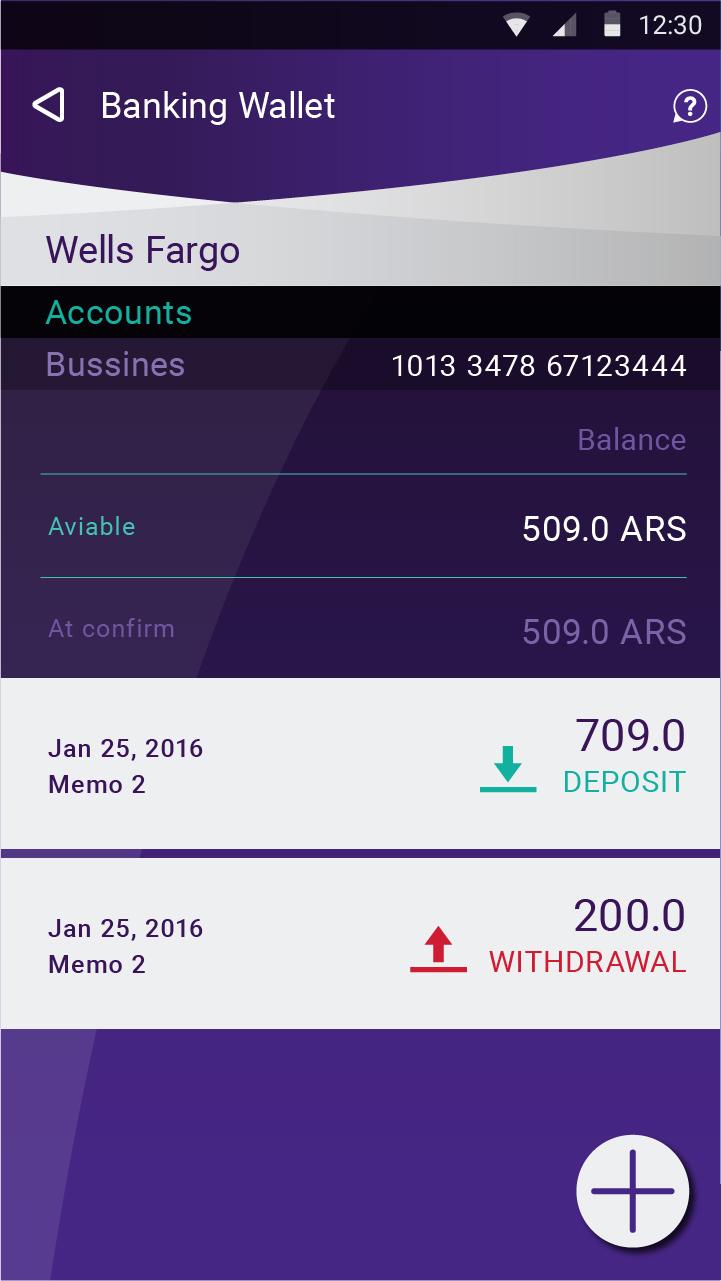 12:30
Banking Wallet
?
Wells Fargo
Accounts
Bussines 1013 3478 67123444
Balance
Aviable 509.0 ARS
At confirm 509.0 ARS
709.0
Jan 25, 2016
Memo 2 DEPOSIT
200.0
Jan 25, 2016
Memo 2 WITHDRAWAL